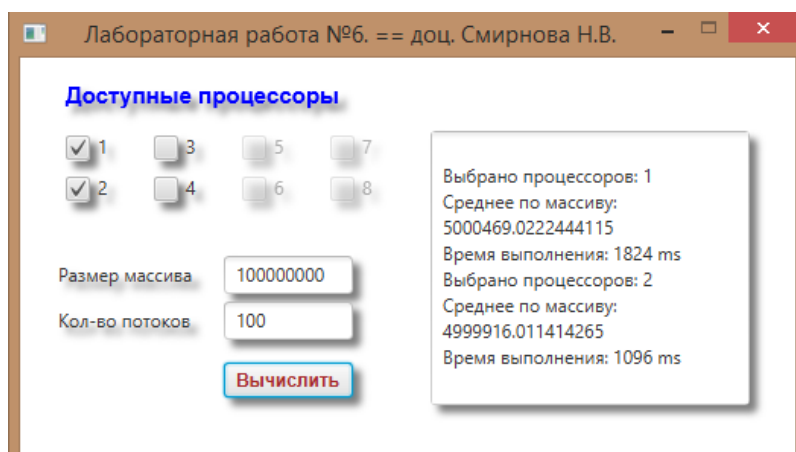 Лабораторная работа №6. == доц. Смирнова Н.В.
Доступные процессоры
1 3 5 7
2 4 6 8
Размер массива 100000000
Кол-во потоков 100
Вычислить
Выбрано процессоров: 1
Среднее по массиву:
5000469.0222444115
Время выполнения: 1824 ms
Выбрано процессоров: 2
Среднее по массиву:
4999916.011414265
Время выполнения: 1096 ms